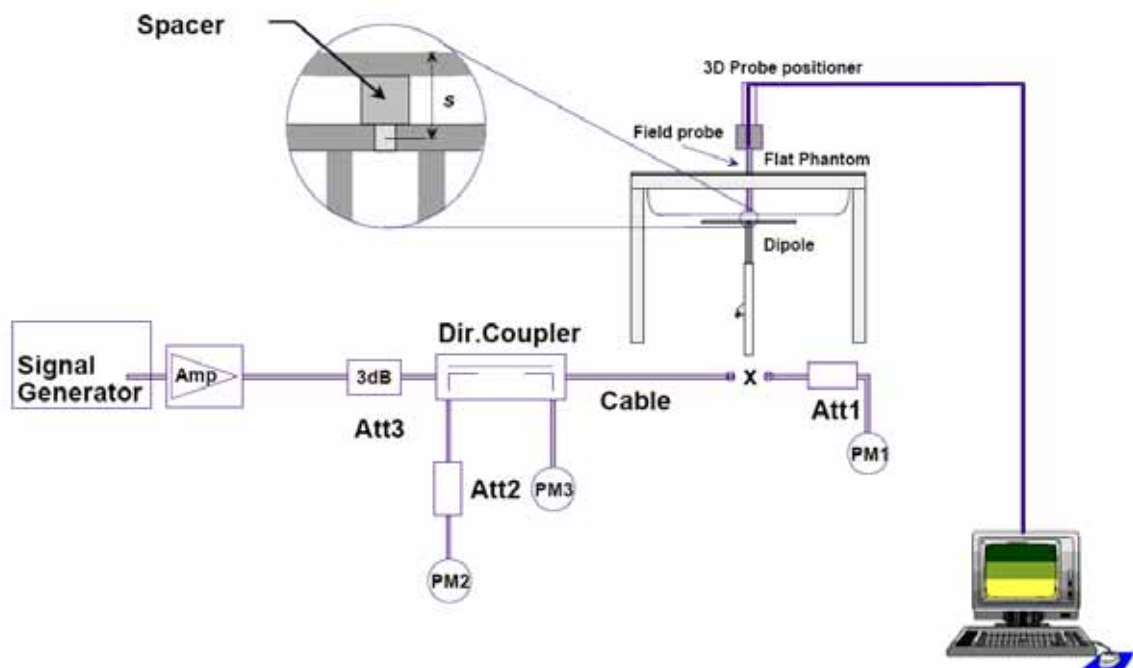 Spacer
s
3D Probe positioner
Field probe
Flat Phantom
Dipole
Signal
Generator
Amp
3dB
Att3
Dir.Coupler
Cable
x
Att1
PM1
Att2
PM3
PM2